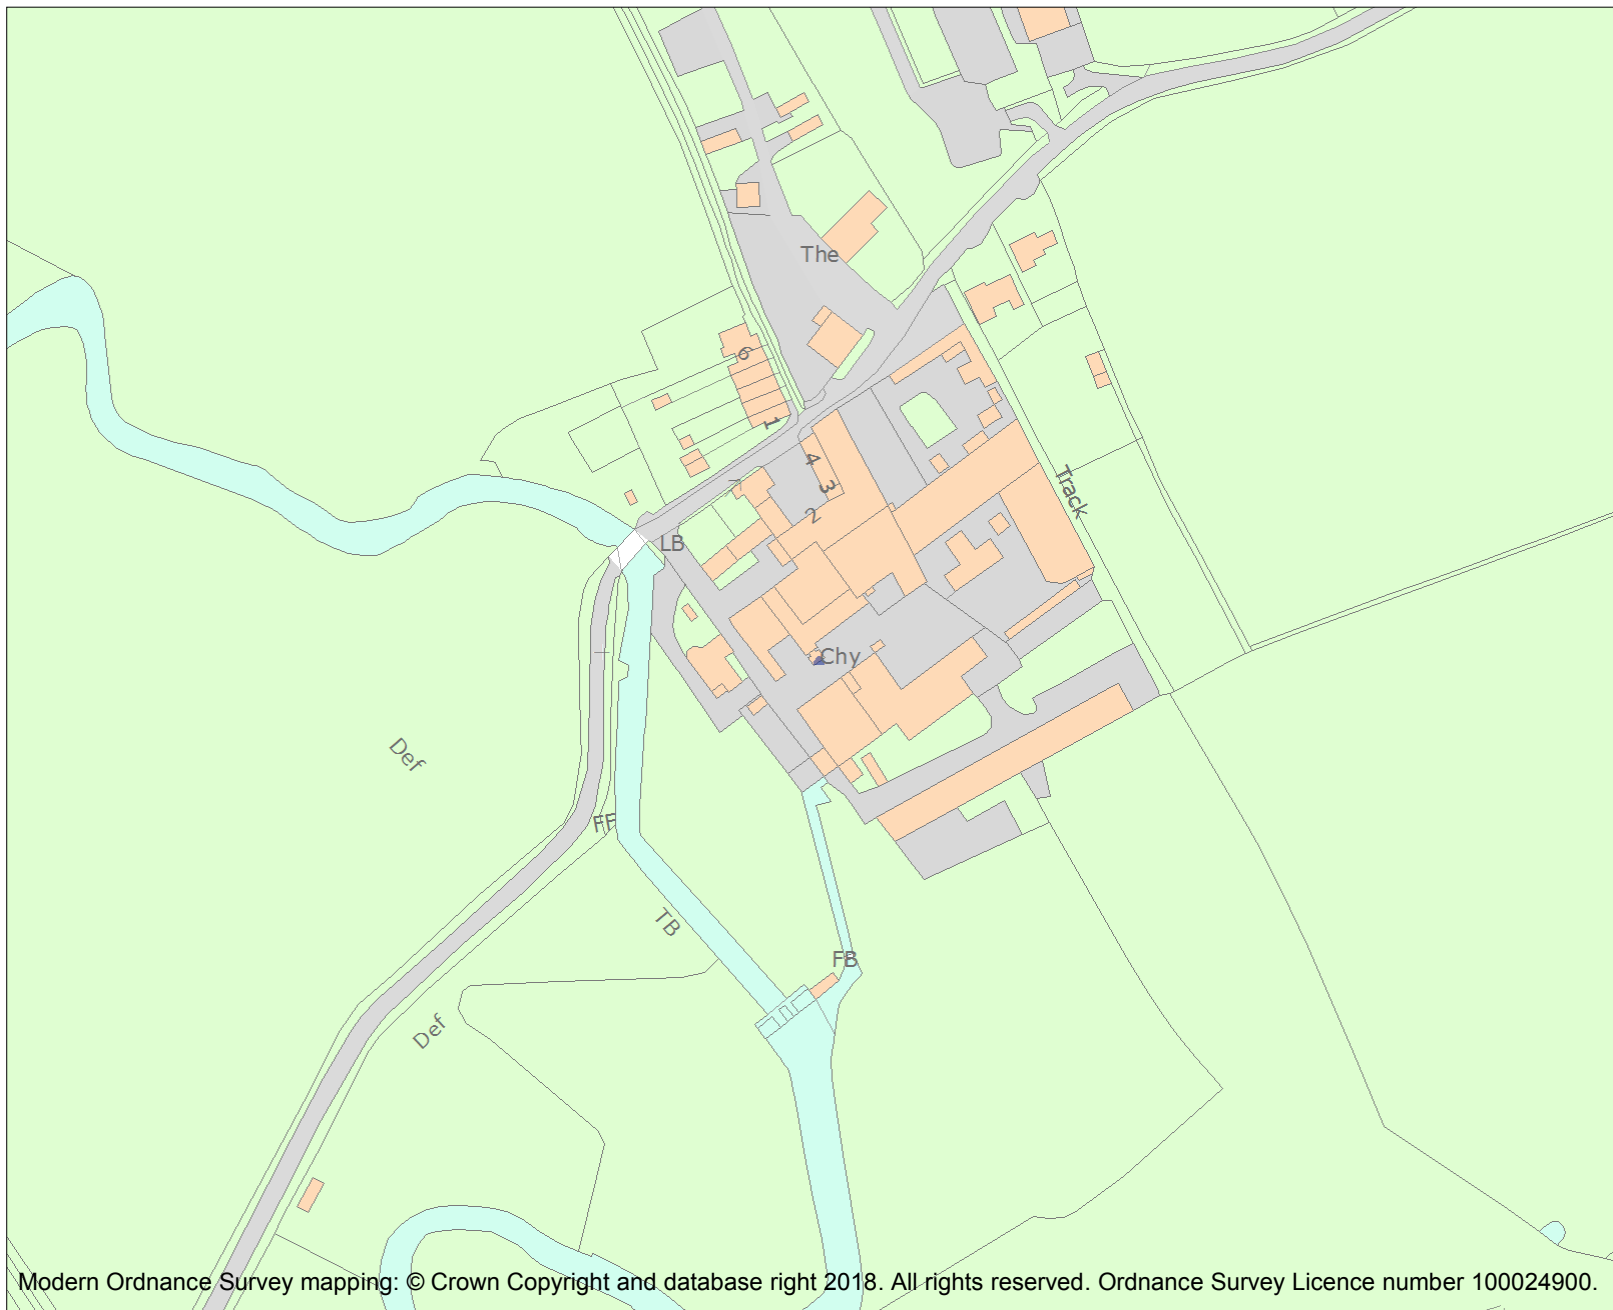 The
6
1
4
3
2
Track
LB
Chy
Def
FF
TB
FB
Def
Modern Ordnance Survey mapping: © Crown Copyright and database right 2018. All rights reserved. Ordnance Survey Licence number 100024900.